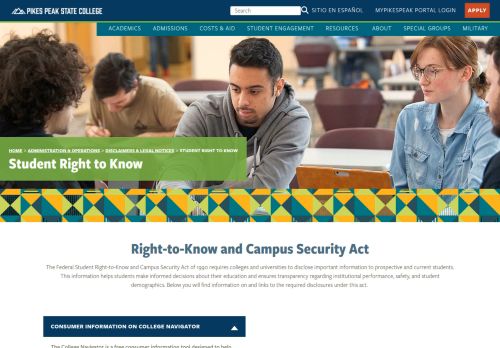 PIKES PEAK STATE COLLEGE
Search
SITIO EN ESPAÑOL
MYPIKESPEAK PORTAL LOGIN
APPLY
ACADEMICS ADMISSIONS COSTS & AID STUDENT ENGAGEMENT RESOURCES ABOUT SPECIAL GROUPS MILITARY
HOME > ADMINISTRATION & OPERATIONS > DISCLAIMERS & LEGAL NOTICES > STUDENT RIGHT TO KNOW
Student Right to Know
Right-to-Know and Campus Security Act
The Federal Student Right-to-Know and Campus Security Act of 1990 requires colleges and universities to disclose important information to prospective and current students.
This information helps students make informed decisions about their education and ensures transparency regarding institutional performance, safety, and student
demographics. Below you will find information on and links to the required disclosures under this act.
CONSUMER INFORMATION ON COLLEGE NAVIGATOR
The College Navigator is a free consumer information tool designed to help